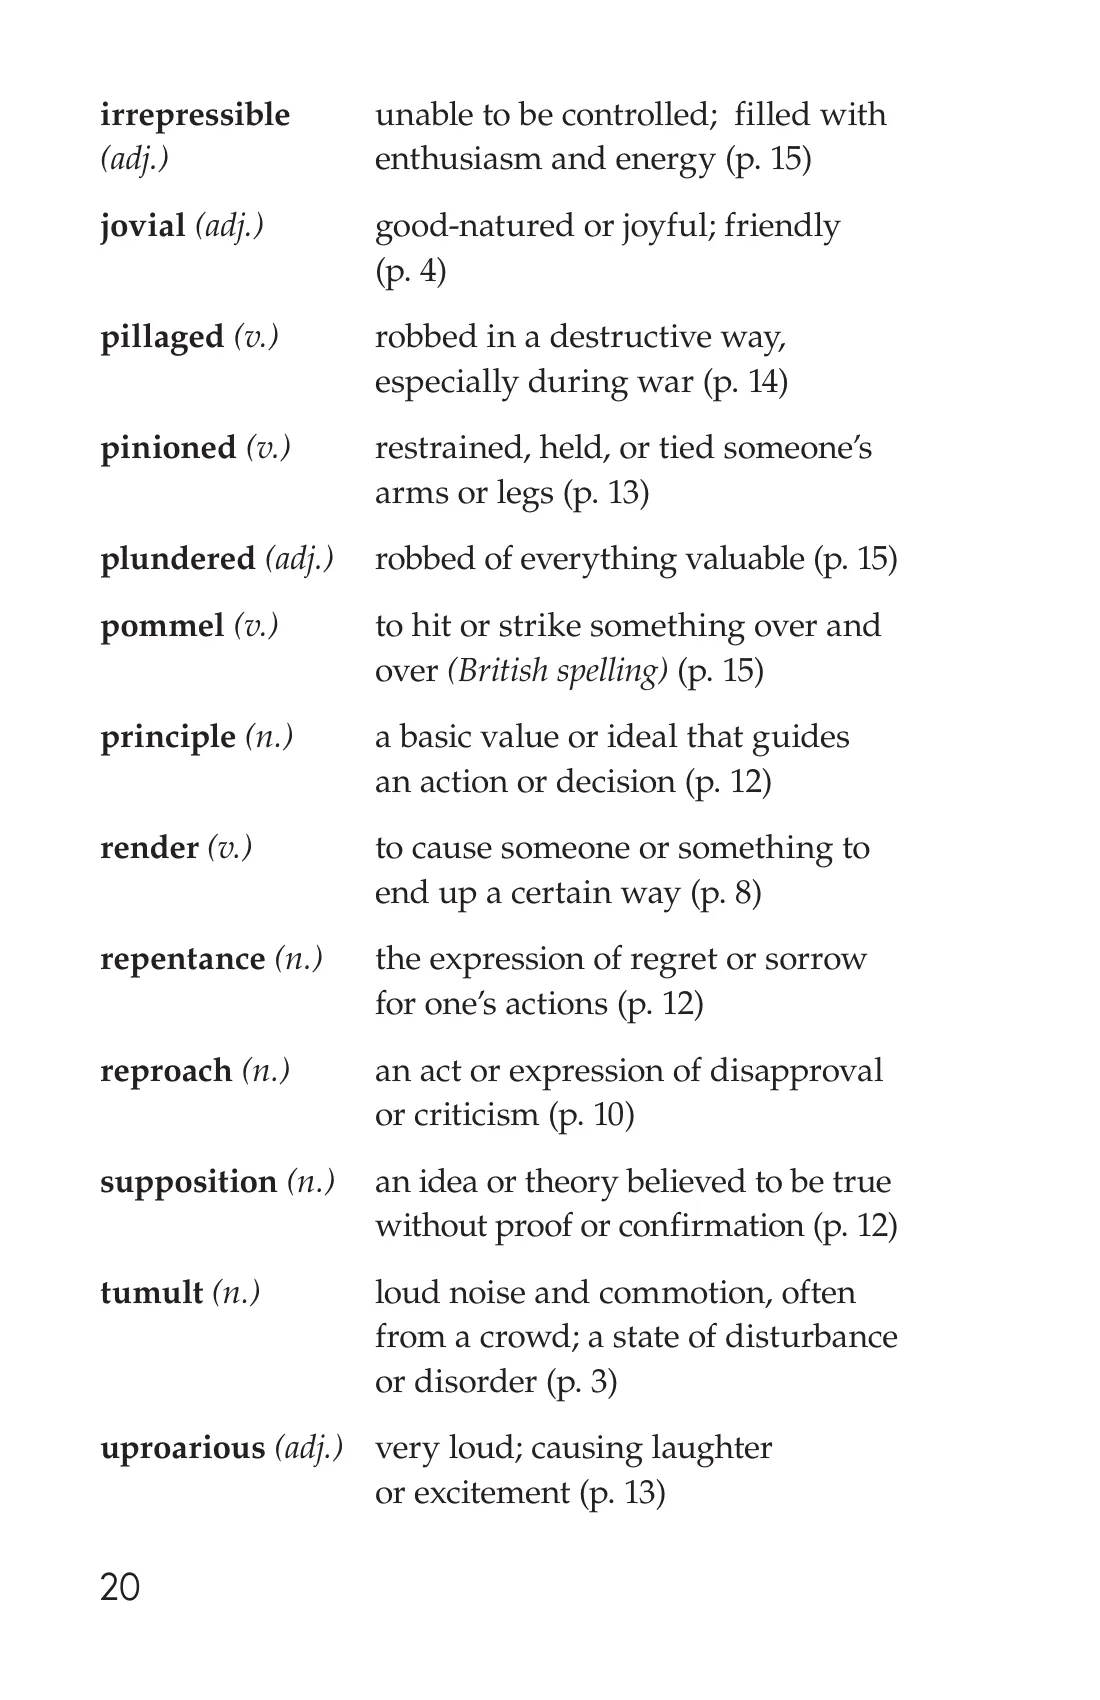 irrepressible unable to be controlled;  filled with
(adj.) enthusiasm and energy (p. 15)
jovial (adj.) good-natured or joyful; friendly
(p. 4)
pillaged (v.) robbed in a destructive way,
especially during war (p. 14)
pinioned (v.) restrained, held, or tied someone’s
arms or legs (p. 13)
plundered (adj.) robbed of everything valuable (p. 15)
pommel (v.) to hit or strike something over and
over (British spelling) (p. 15)
principle (n.) a basic value or ideal that guides
an action or decision (p. 12)
render (v.) to cause someone or something to
end up a certain way (p. 8)
repentance (n.) the expression of regret or sorrow
for one’s actions (p. 12)
reproach (n.) an act or expression of disapproval
or criticism (p. 10)
supposition (n.) an idea or theory believed to be true
without proof or confirmation (p. 12)
tumult (n.) loud noise and commotion, often
from a crowd; a state of disturbance
or disorder (p. 3)
uproarious (adj.) very loud; causing laughter
or excitement (p. 13)
20